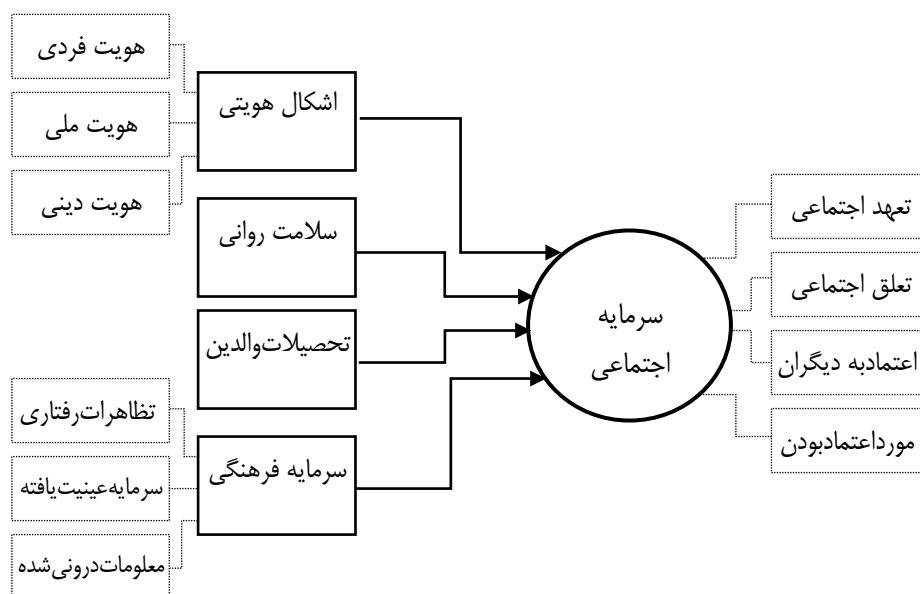 هویت فردی
هویت ملی
هویت دینی
اشکال هویتی
سلامت روانی
تحصیلات‌والدین
سرمایه فرهنگی
تظاهرات‌رفتاری
سرمایه‌عینیت‌یافته
معلومات‌درونی‌شده
سرمایه
اجتماعی
تعهد اجتماعی
تعلق اجتماعی
اعتمادبه دیگران
مورداعتمادبودن